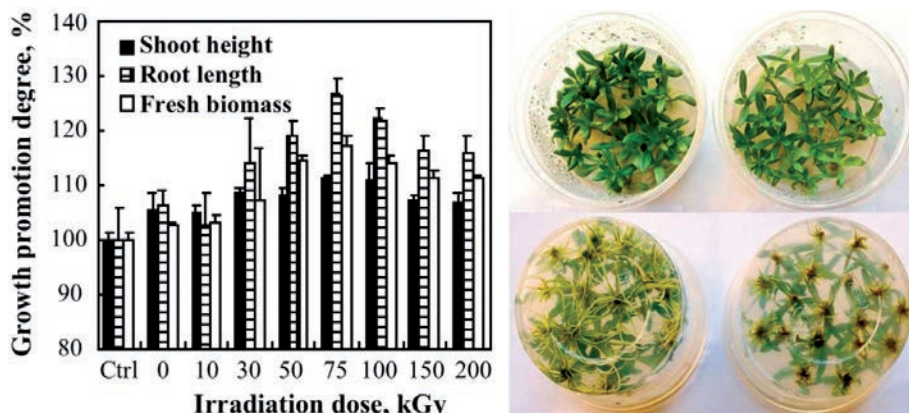 Growth promotion degree, %
140
130
120
110
100
90
80
Shoot height
Root length
Fresh biomass
Ctrl 0 10 30 50 75 100 150 200
Irradiation dose, kGy